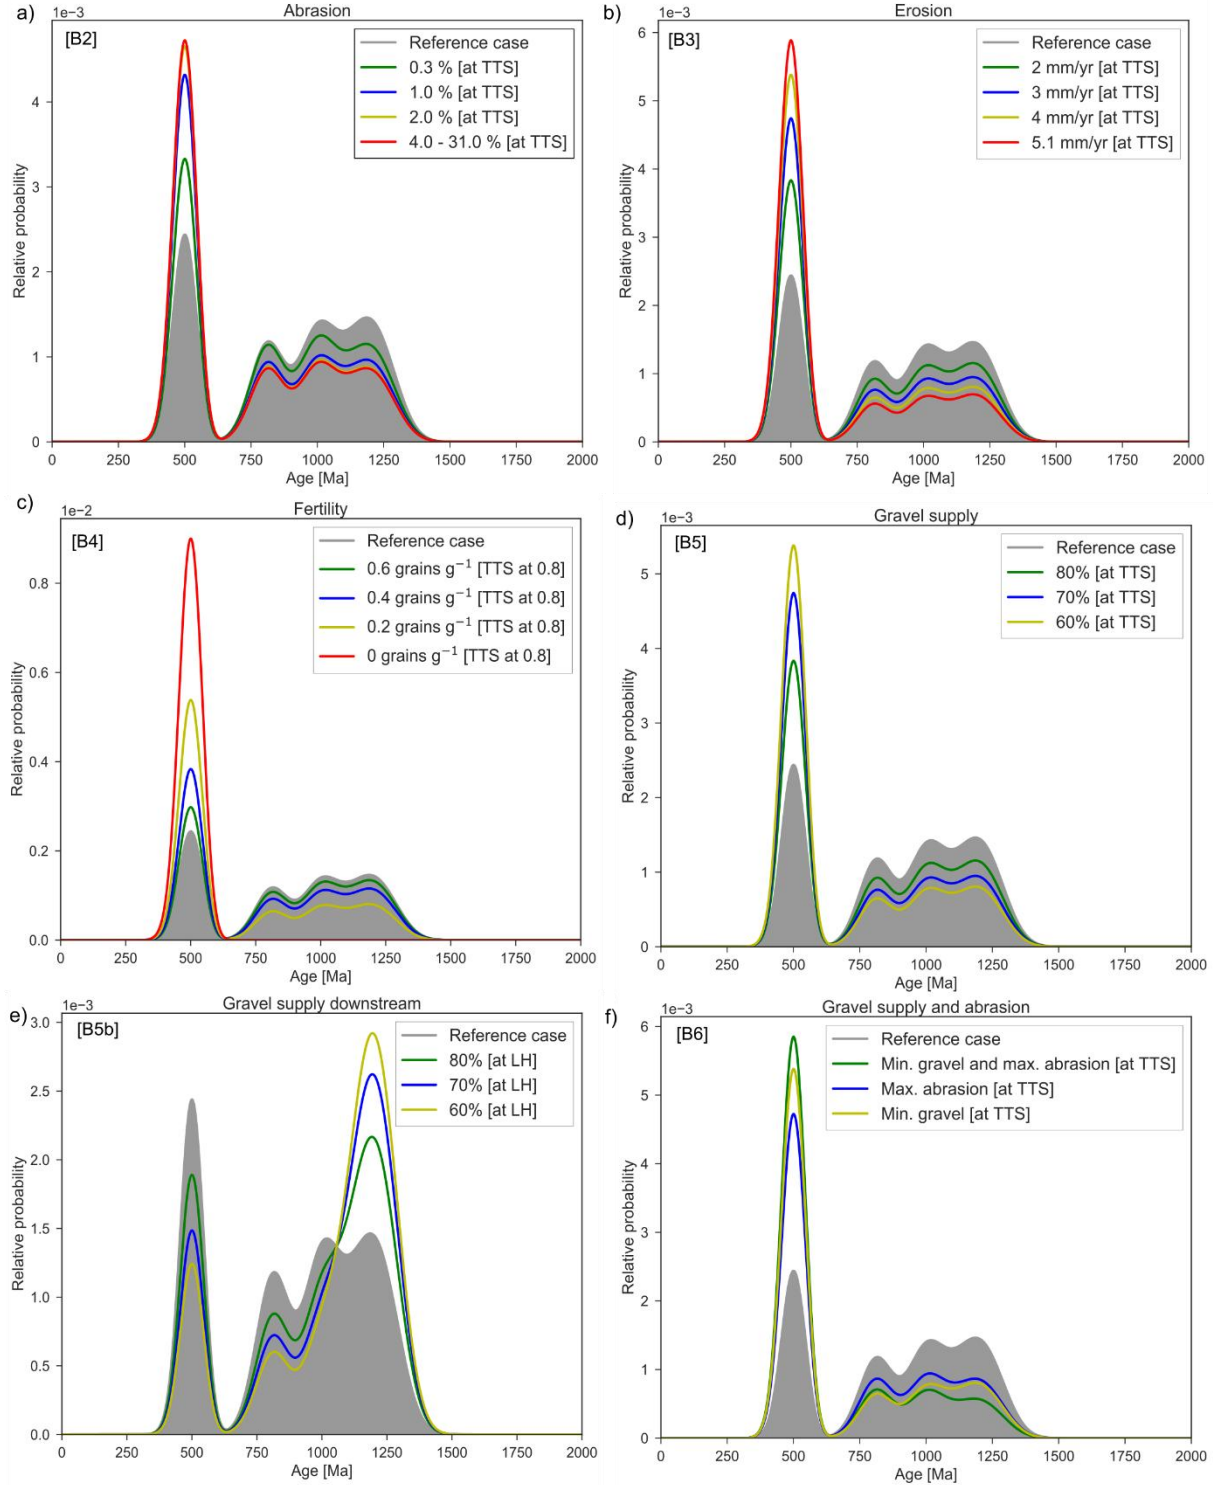 a)
Abrasion
1e−3
[B2]
Reference case
0.3 % [at TTS]
1.0 % [at TTS]
2.0 % [at TTS]
4.0 - 31.0 % [at TTS]
Relative probability
4
3
2
1
0
0 250 500 750 1000 1250 1500 1750 2000
Age [Ma]
b)
Erosion
1e−3
[B3]
Reference case
2 mm/yr [at TTS]
3 mm/yr [at TTS]
4 mm/yr [at TTS]
5.1 mm/yr [at TTS]
Relative probability
6
5
4
3
2
1
0
0 250 500 750 1000 1250 1500 1750 2000
Age [Ma]
c)
Fertility
1e−2
[B4]
Reference case
0.6 grains g⁻¹ [TTS at 0.8]
0.4 grains g⁻¹ [TTS at 0.8]
0.2 grains g⁻¹ [TTS at 0.8]
0 grains g⁻¹ [TTS at 0.8]
Relative probability
0.8
0.6
0.4
0.2
0.0
0 250 500 750 1000 1250 1500 1750 2000
Age [Ma]
d)
Gravel supply
1e−3
[B5]
Reference case
80% [at TTS]
70% [at TTS]
60% [at TTS]
Relative probability
5
4
3
2
1
0
0 250 500 750 1000 1250 1500 1750 2000
Age [Ma]
e)
Gravel supply downstream
1e−3
[B5b]
Reference case
80% [at LH]
70% [at LH]
60% [at LH]
Relative probability
3.0
2.5
2.0
1.5
1.0
0.5
0.0
0 250 500 750 1000 1250 1500 1750 2000
Age [Ma]
f)
Gravel supply and abrasion
1e−3
[B6]
Reference case
Min. gravel and max. abrasion [at TTS]
Max. abrasion [at TTS]
Min. gravel [at TTS]
Relative probability
6
5
4
3
2
1
0
0 250 500 750 1000 1250 1500 1750 2000
Age [Ma]